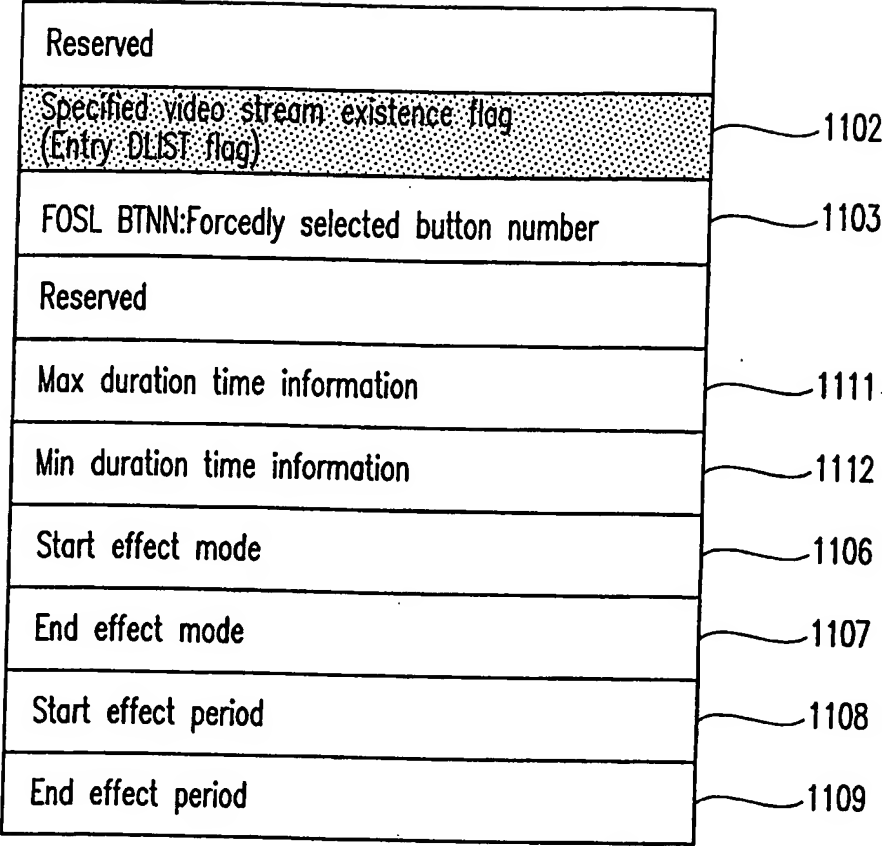 Reserved
Specified video stream existence flag
(Entry DLIST flag)
1102
FOSL BTNN:Forcedly selected button number
1103
Reserved
Max duration time information
1111
Min duration time information
1112
Start effect mode
1106
End effect mode
1107
Start effect period
1108
End effect period
1109